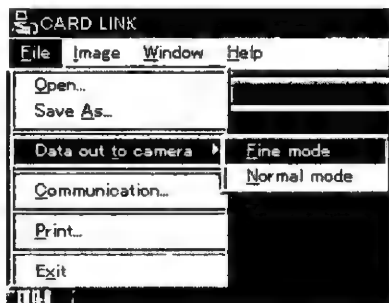 CARD LINK
File Image Window Help
Open...
Save As...
Data out to camera
Fine mode
Normal mode
Communication...
Print...
Exit